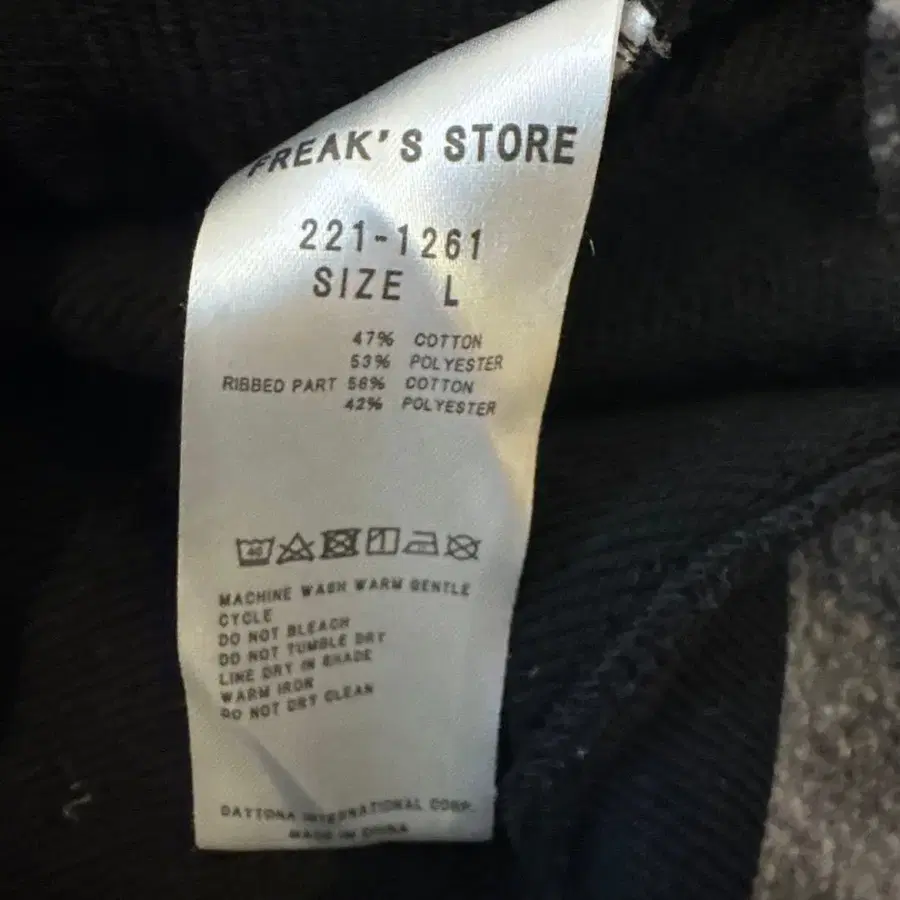 FREAK'S STORE
221-1261
SIZE L
47% COTTON
53% POLYESTER
RIBBED PART 58% COTTON
42% POLYESTER
40
MACHINE WASH WARM GENTLE
CYCLE
DO NOT BLEACH
DO NOT TUMBLE DRY
LINE DRY IN SHADE
WARM IRON
DO NOT DRY CLEAN
DAYTONA INTERNATIONAL CORP.
MADE IN CHINA